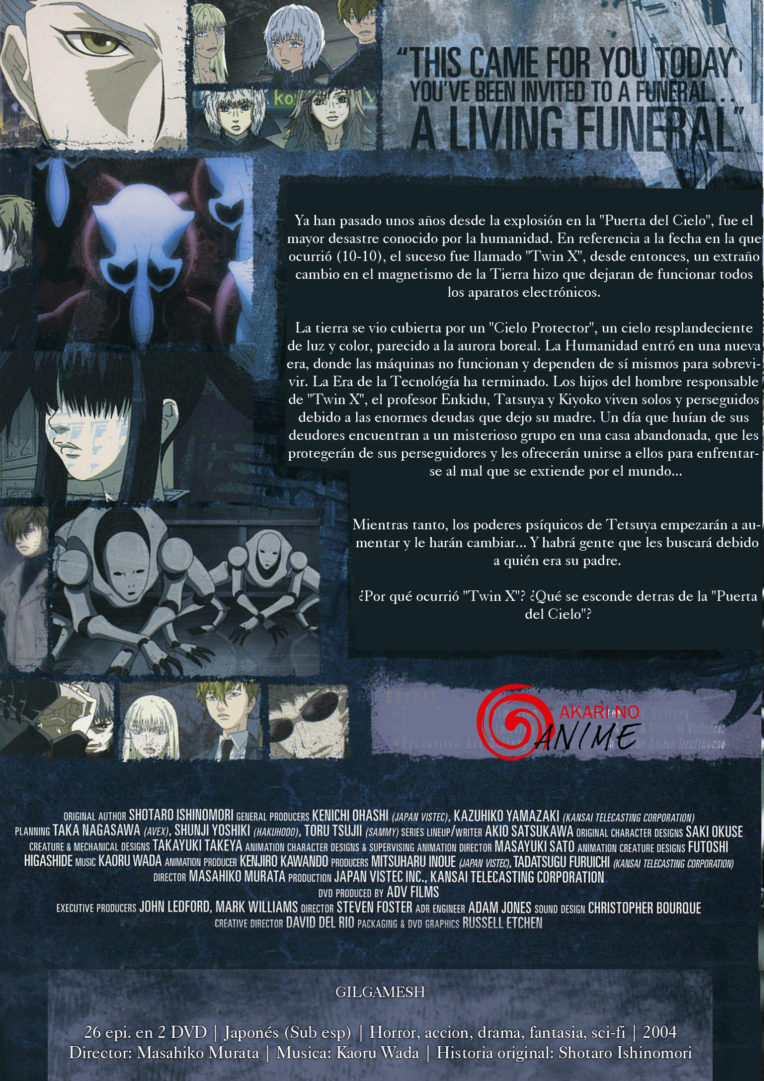 "THIS CAME FOR YOU TODAY
YOU'VE BEEN INVITED TO A FUNERAL...
A LIVING FUNERAL"
ko
Ya han pasado unos años desde la explosión en la "Puerta del Cielo", fue el
mayor desastre conocido por la humanidad. En referencia a la fecha en la que
ocurrió (10-10), el suceso fue llamado "Twin X", desde entonces, un extraño
cambio en el magnetismo de la Tierra hizo que dejaran de funcionar todos
los aparatos electrónicos.
La tierra se vio cubierta por un "Cielo Protector", un cielo resplandeciente
de luz y color, parecido a la aurora boreal. La Humanidad entró en una nueva
era, donde las máquinas no funcionan y dependen de sí mismos para sobrevi-
vir. La Era de la Tecnológía ha terminado. Los hijos del hombre responsable
de "Twin X", el profesor Enkidu, Tatsuya y Kiyoko viven solos y perseguidos
debido a las enormes deudas que dejo su madre. Un día que huían de sus
deudores encuentran a un misterioso grupo en una casa abandonada, que les
protegerán de sus perseguidores y les ofrecerán unirse a ellos para enfrentar-
se al mal que se extiende por el mundo...
Mientras tanto, los poderes psíquicos de Tetsuya empezarán a au-
mentar y le harán cambiar... Y habrá gente que les buscará debido
a quién era su padre.
¿Por qué ocurrió "Twin X"? ¿Qué se esconde detras de la "Puerta
del Cielo"?
AKARI-NO
ANIME
ORIGINAL AUTHOR SHOTARO ISHINOMORI GENERAL PRODUCERS KENICHI OHASHI (JAPAN VISTEC), KAZUHIKO YAMAZAKI (KANSAI TELECASTING CORPORATION)
PLANNING TAKA NAGASAWA (AVEX), SHUNJI YOSHIKI (HAKUHODO), TORU TSUJII (SAMMY) SERIES LINEUP/WRITER AKIO SATSUKAWA ORIGINAL CHARACTER DESIGNS SAKI OKUSE
CREATURE & MECHANICAL DESIGNS TAKAYUKI TAKEYA ANIMATION CHARACTER DESIGNS & SUPERVISING ANIMATION DIRECTOR MASAYUKI SATO ANIMATION CREATURE DESIGNS FUTOSHI
HIGASHIDE MUSIC KAORU WADA ANIMATION PRODUCER KENJIRO KAWANDO PRODUCERS MITSUHARU INOUE (JAPAN VISTEC), TADATSUGU FURUICHI (KANSAI TELECASTING CORPORATION)
DIRECTOR MASAHIKO MURATA PRODUCTION JAPAN VISTEC INC., KANSAI TELECASTING CORPORATION
DVD PRODUCED BY ADV FILMS
EXECUTIVE PRODUCERS JOHN LEDFORD, MARK WILLIAMS DIRECTOR STEVEN FOSTER ADR ENGINEER ADAM JONES SOUND DESIGN CHRISTOPHER BOURQUE
CREATIVE DIRECTOR DAVID DEL RIO PACKAGING & DVD GRAPHICS RUSSELL ETCHEN
GILGAMESH
26 epi. en 2 DVD | Japonés (Sub esp) | Horror, accion, drama, fantasia, sci-fi | 2004
Director: Masahiko Murata | Musica: Kaoru Wada | Historia original: Shotaro Ishinomori